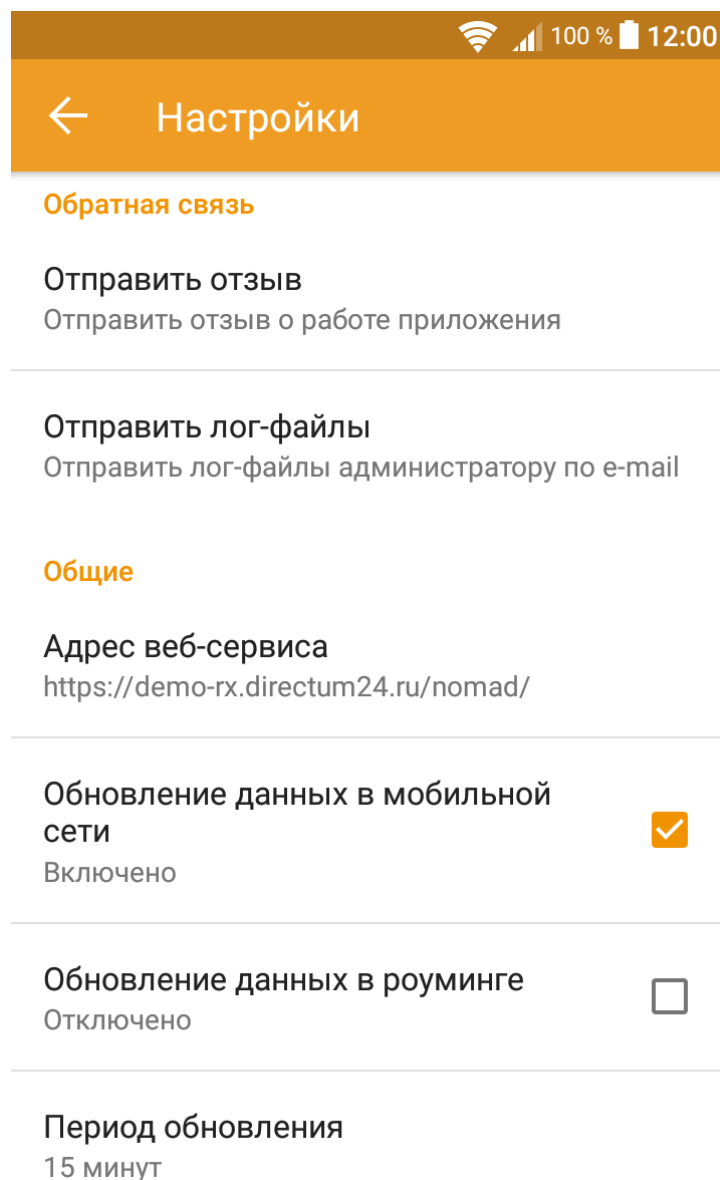 100 % 12:00
Настройки
Обратная связь
Отправить отзыв
Отправить отзыв о работе приложения
Отправить лог-файлы
Отправить лог-файлы администратору по e-mail
Общие
Адрес веб-сервиса
https://demo-rx.directum24.ru/nomad/
Обновление данных в мобильной
сети
Включено
Обновление данных в роуминге
Отключено
Период обновления
15 минут